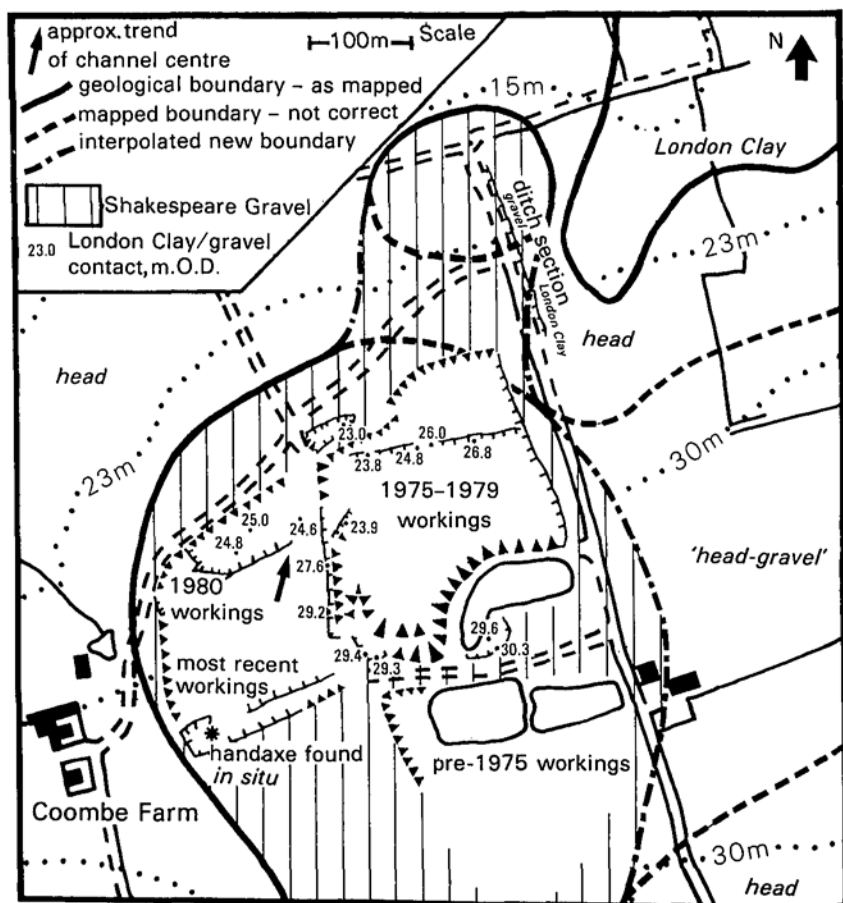 approx. trend
of channel centre
geological boundary – as mapped
mapped boundary – not correct
interpolated new boundary
Shakespeare Gravel
23.0 London Clay/gravel
contact, m.O.D.
100m Scale
N
15m
London Clay
ditch section
gravel
London Clay
23m
head
head
30m
23m
23.0
26.0
23.8 24.8 26.8
1975–1979
workings
25.0
24.8
24.6
23.9
27.6
29.2
1980
workings
'head-gravel'
29.6
30.3
29.4
29.3
most recent
workings
handaxe found
in situ
pre-1975 workings
Coombe Farm
30m
head